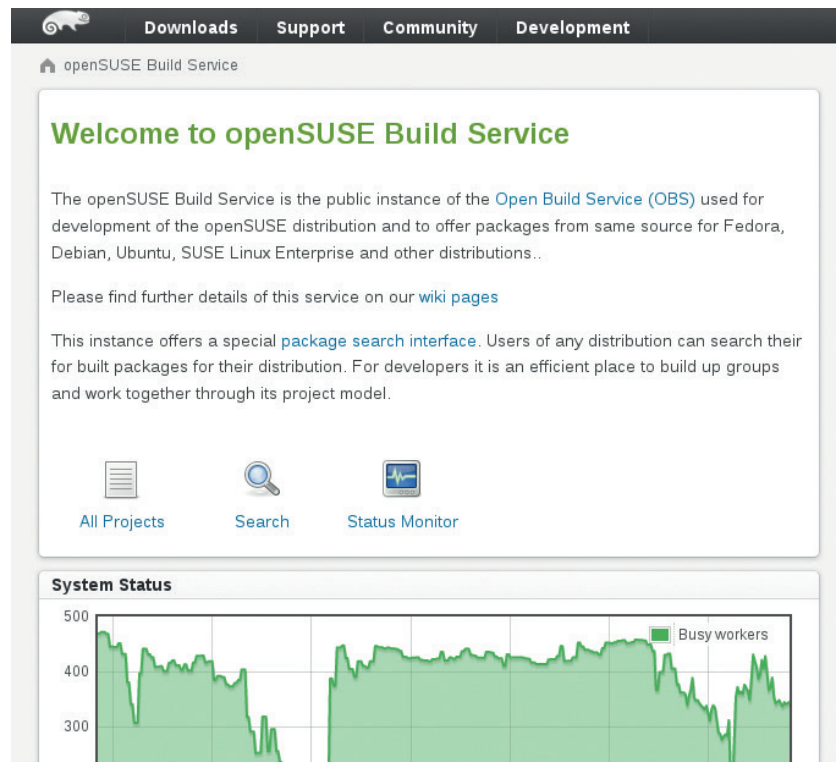 Downloads Support Community Development
openSUSE Build Service
Welcome to openSUSE Build Service
The openSUSE Build Service is the public instance of the Open Build Service (OBS) used for
development of the openSUSE distribution and to offer packages from same source for Fedora,
Debian, Ubuntu, SUSE Linux Enterprise and other distributions..
Please find further details of this service on our wiki pages
This instance offers a special package search interface. Users of any distribution can search their
for built packages for their distribution. For developers it is an efficient place to build up groups
and work together through its project model.
All Projects Search Status Monitor
System Status
500
Busy workers
400
300